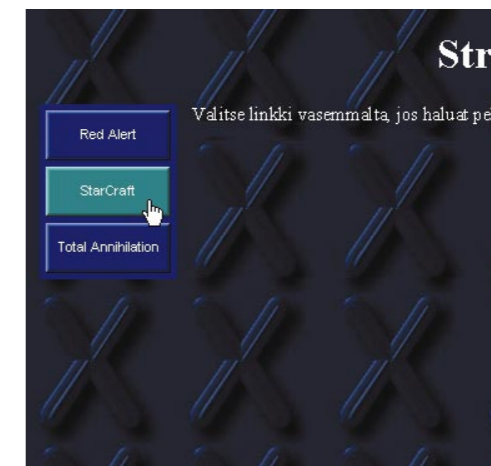 Str
Valitse linkki vasemmalta, jos haluat pe
Red Alert
StarCraft
Total Annihilation